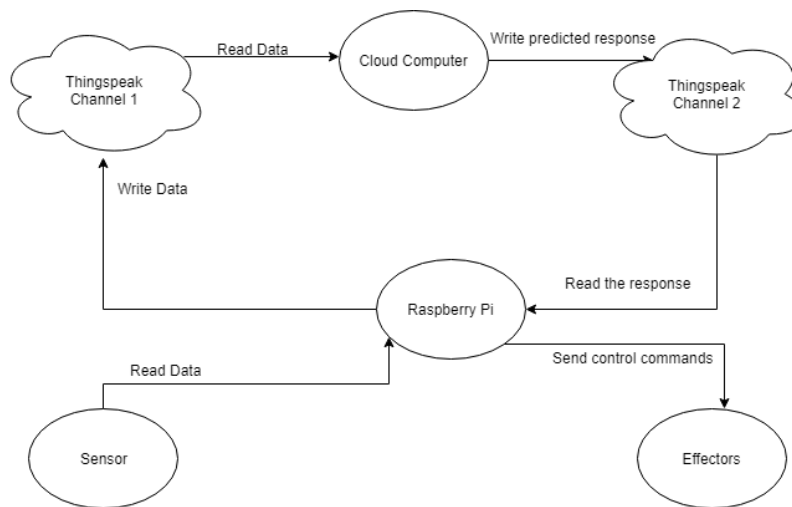 Read Data
Cloud Computer
Write predicted response
Thingspeak
Channel 1
Thingspeak
Channel 2
Write Data
Raspberry Pi
Read the response
Read Data
Send control commands
Sensor
Effectors